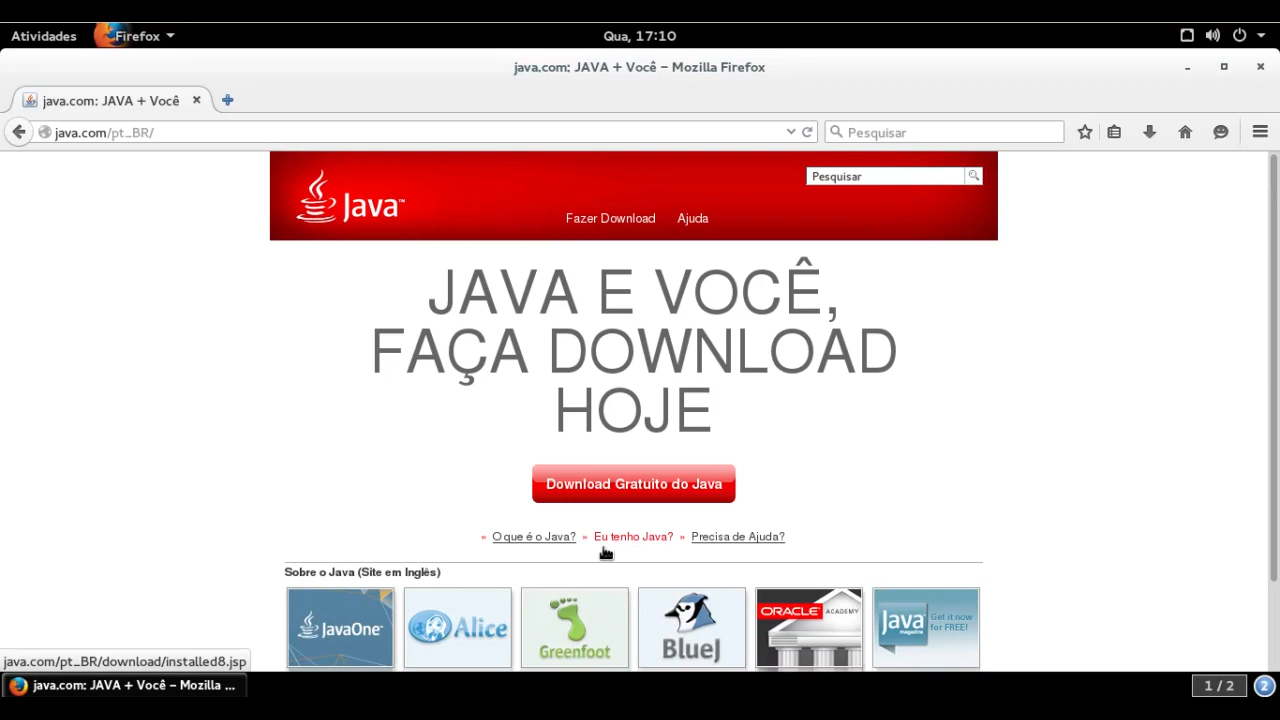 Atividades Firefox Qua, 17:10
java.com: JAVA + Você – Mozilla Firefox
java.com: JAVA + Você
java.com/pt_BR/ Pesquisar
Java™ Pesquisar
Fazer Download Ajuda
JAVA E VOCÊ,
FAÇA DOWNLOAD
HOJE
Download Gratuito do Java
» O que é o Java? » Eu tenho Java? » Precisa de Ajuda?
Sobre o Java (Site em Inglês)
JavaOne Alice Greenfoot BlueJ ORACLE ACADEMY Java magazine Get it now for FREE!
java.com/pt_BR/download/installed8.jsp
java.com: JAVA + Você – Mozilla ... 1 / 2 2